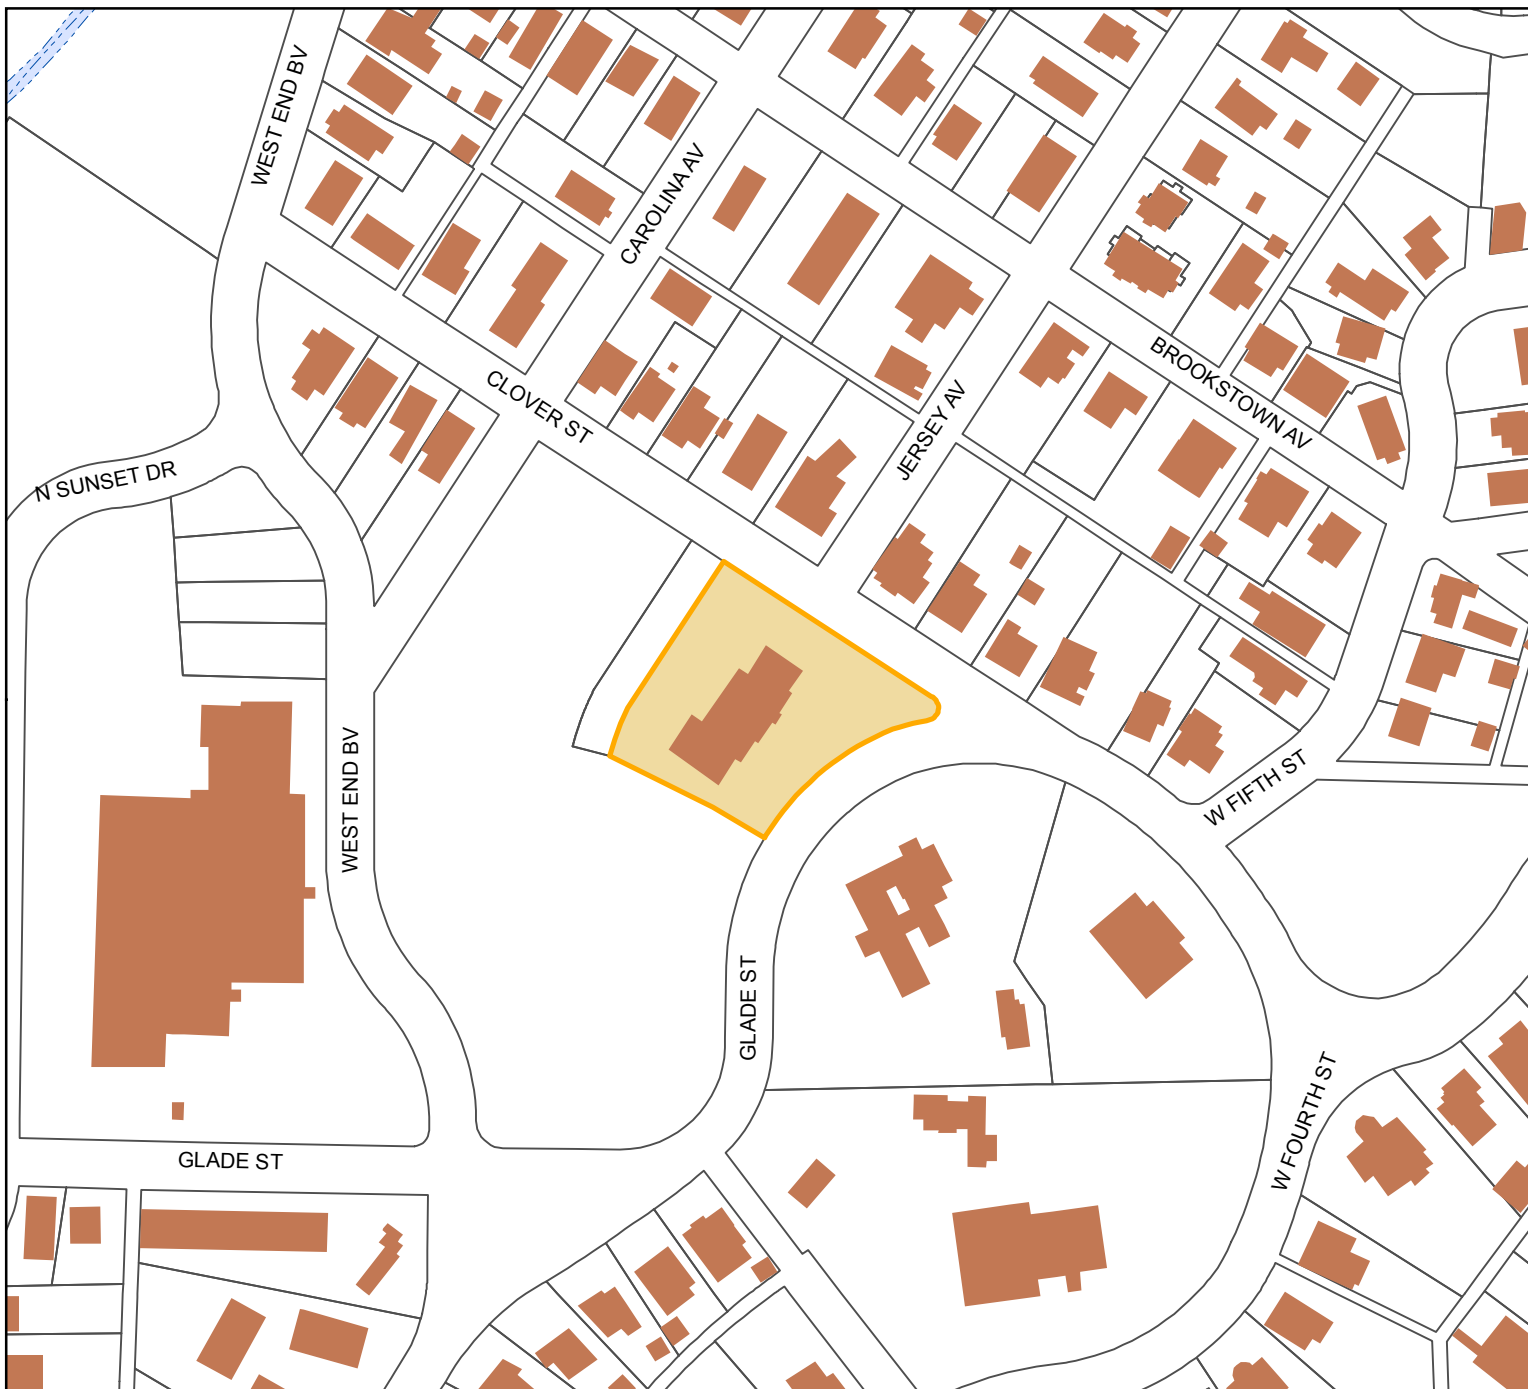 WEST END BV
CAROLINA AV
CLOVER ST
BROOKSTOWN AV
JERSEY AV
N SUNSET DR
WEST END BV
W FIFTH ST
GLADE ST
W FOURTH ST
GLADE ST